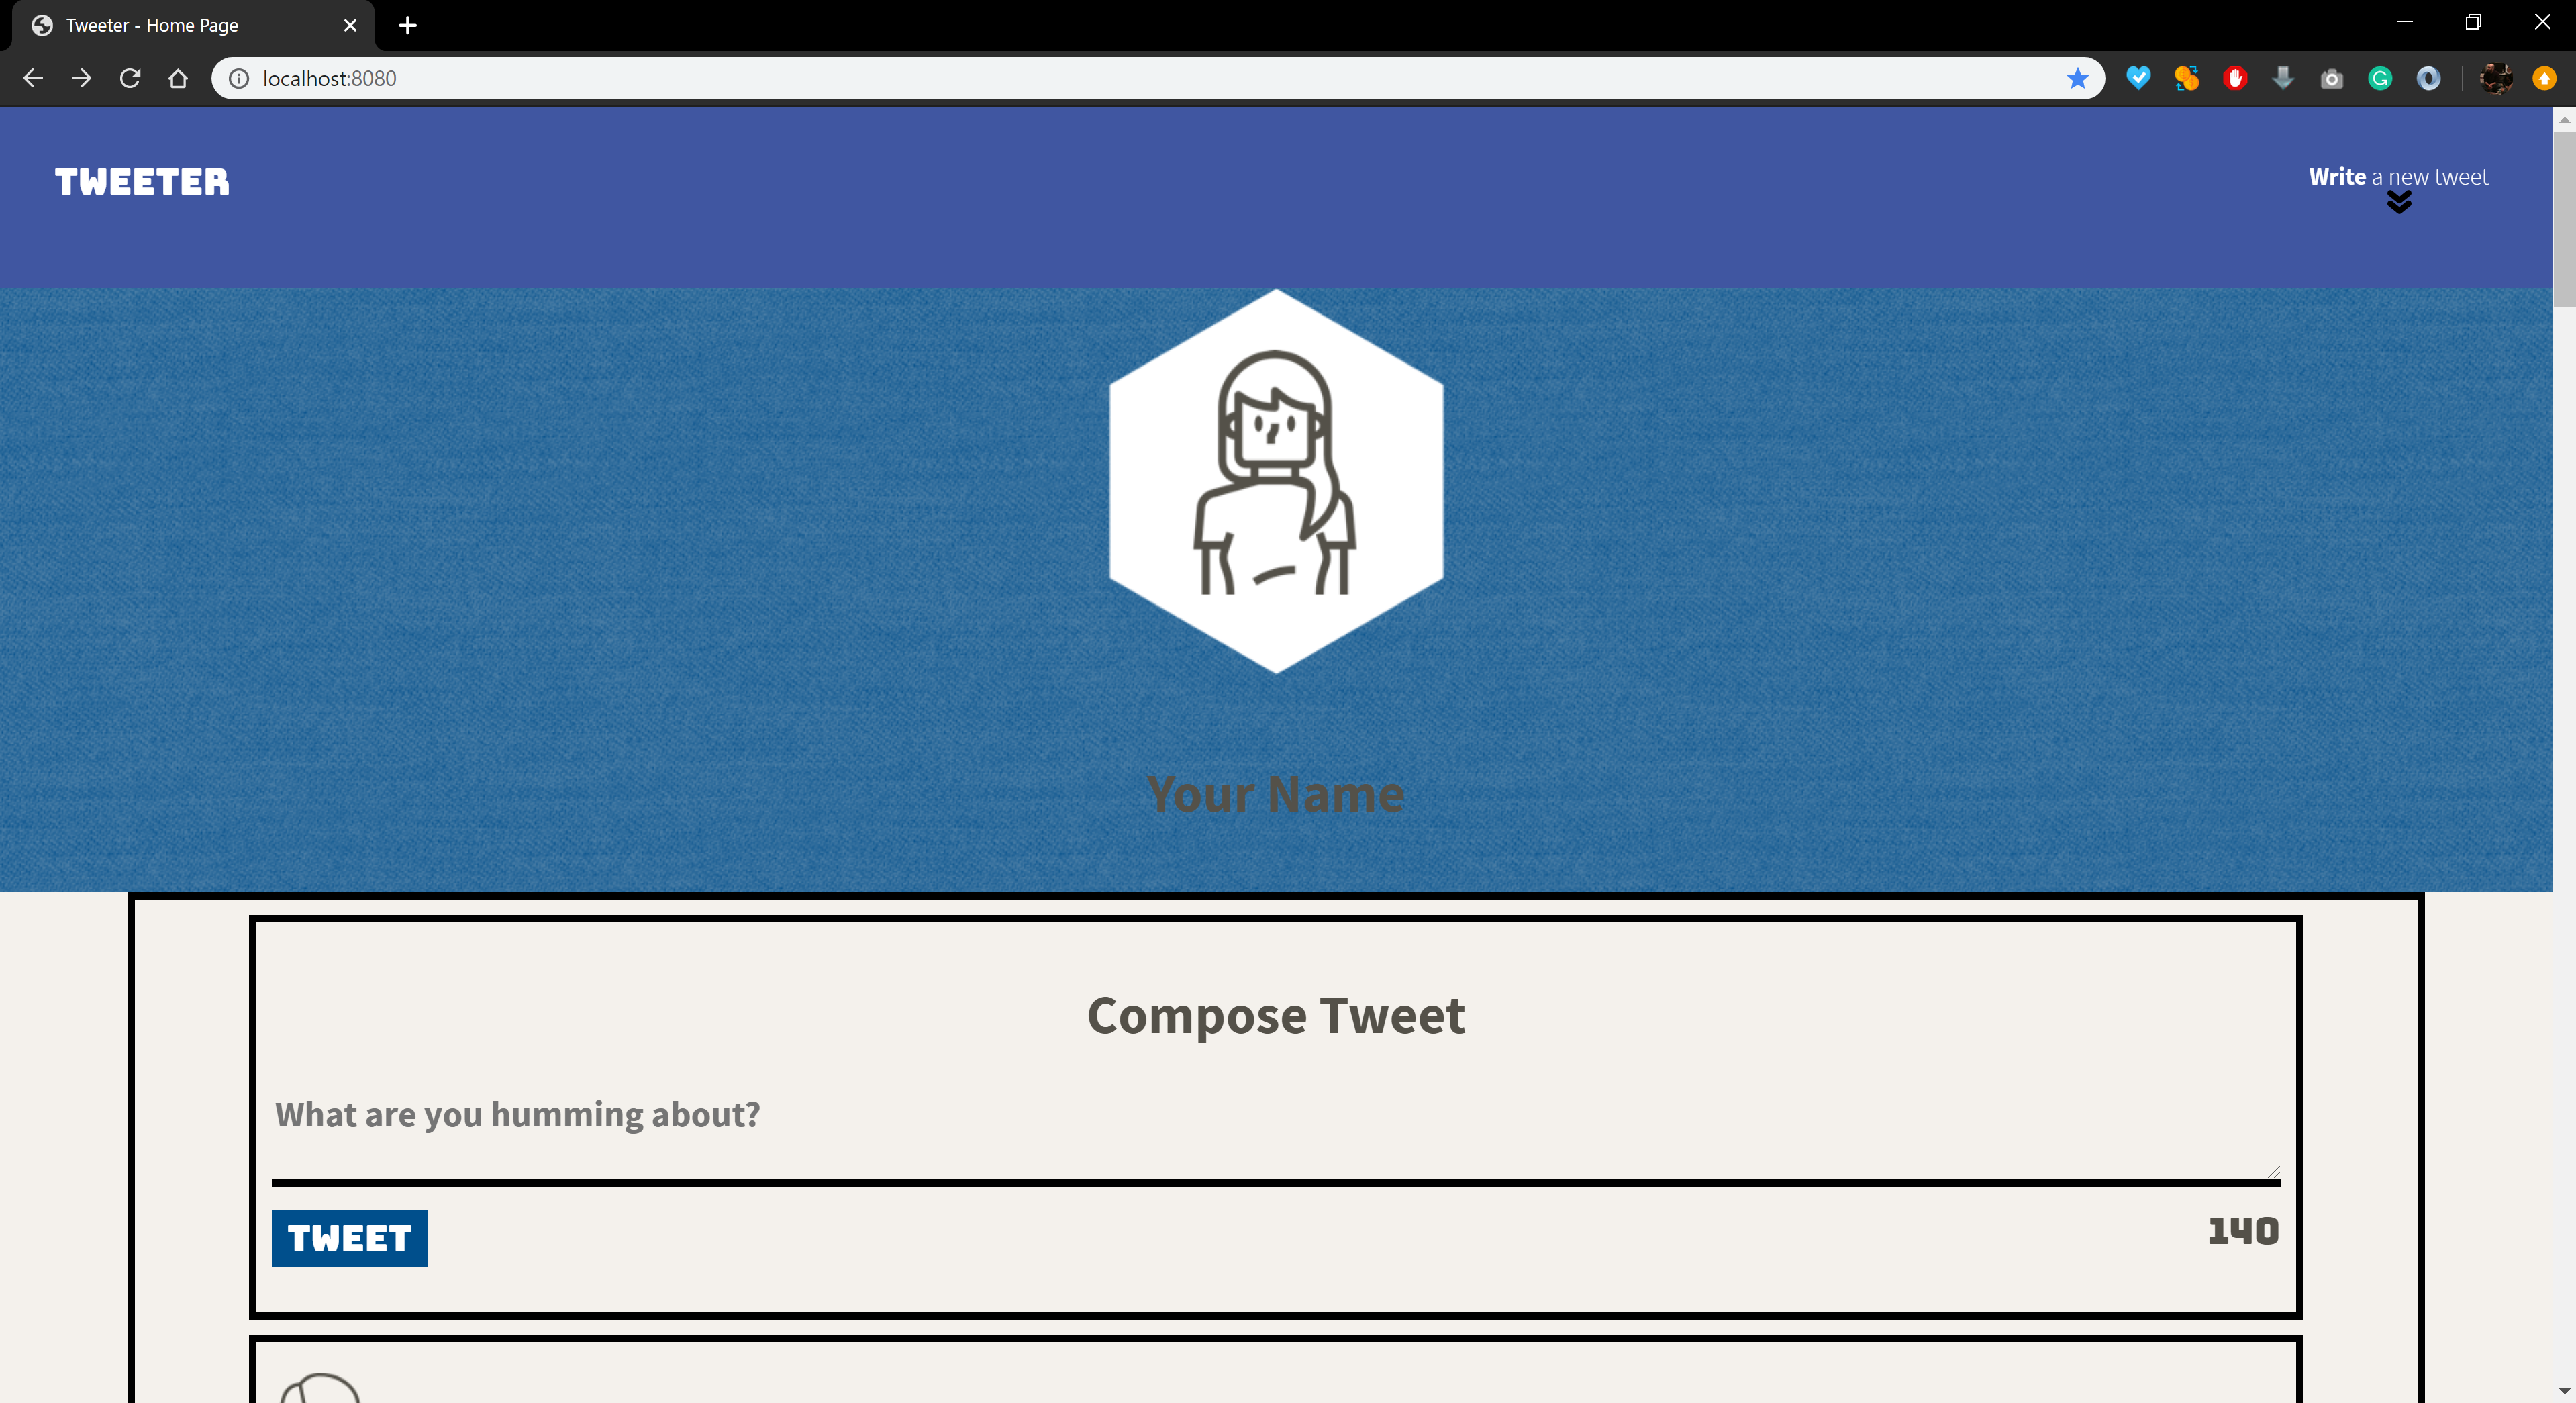 Tweeter - Home Page
localhost:8080
TWEETER
Write a new tweet
Your Name
Compose Tweet
What are you humming about?
TWEET
140